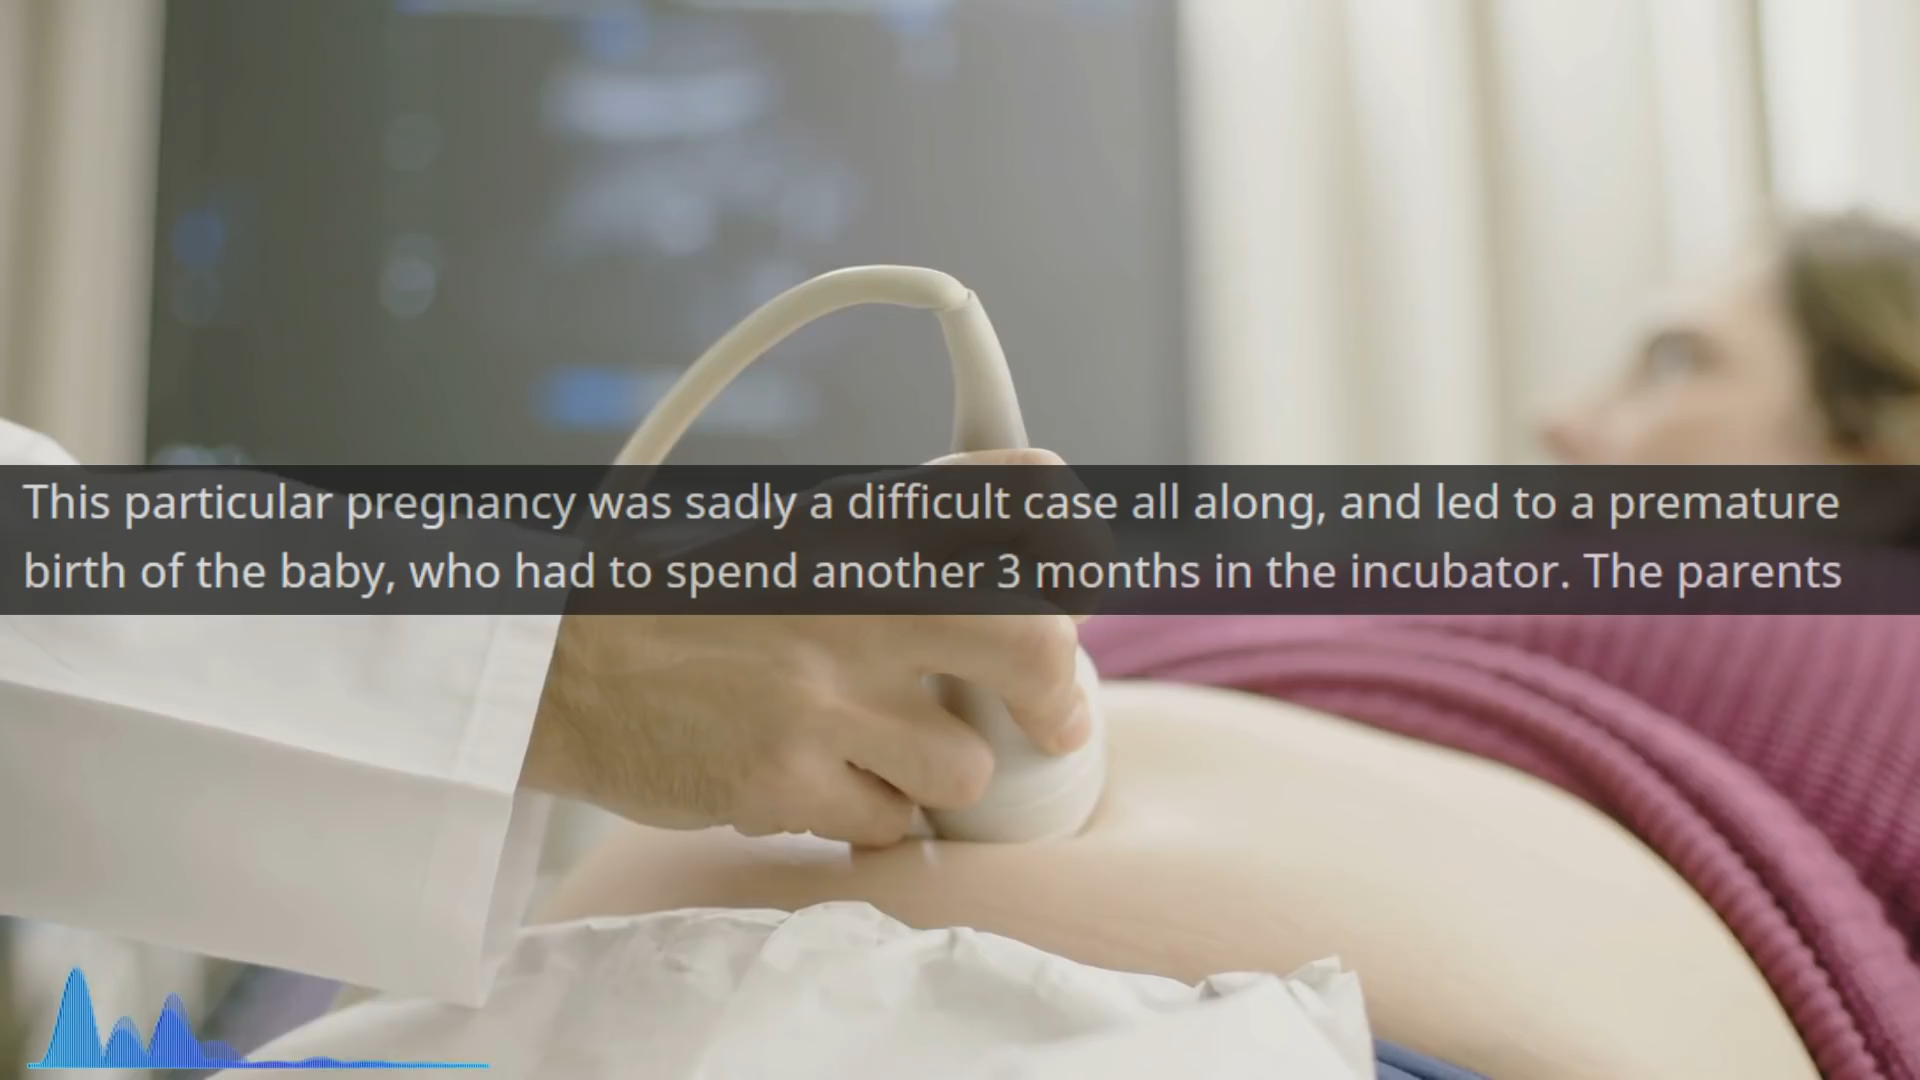 This particular pregnancy was sadly a difficult case all along, and led to a premature
birth of the baby, who had to spend another 3 months in the incubator. The parents